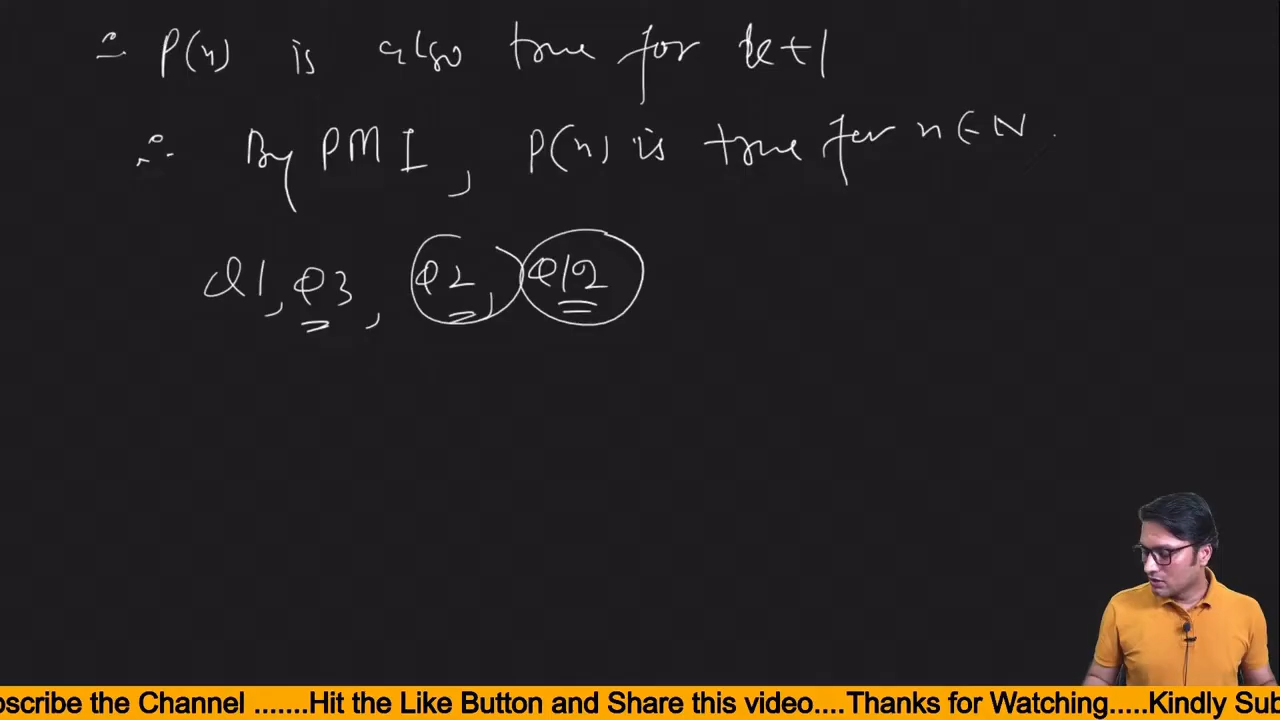 ∴ P(n) is also true for k+1
∴ By PMI, P(n) is true for n ∈ N.
Q1, Q3, Q2, Q12
bscribe the Channel .......Hit the Like Button and Share this video....Thanks for Watching.....Kindly Sub